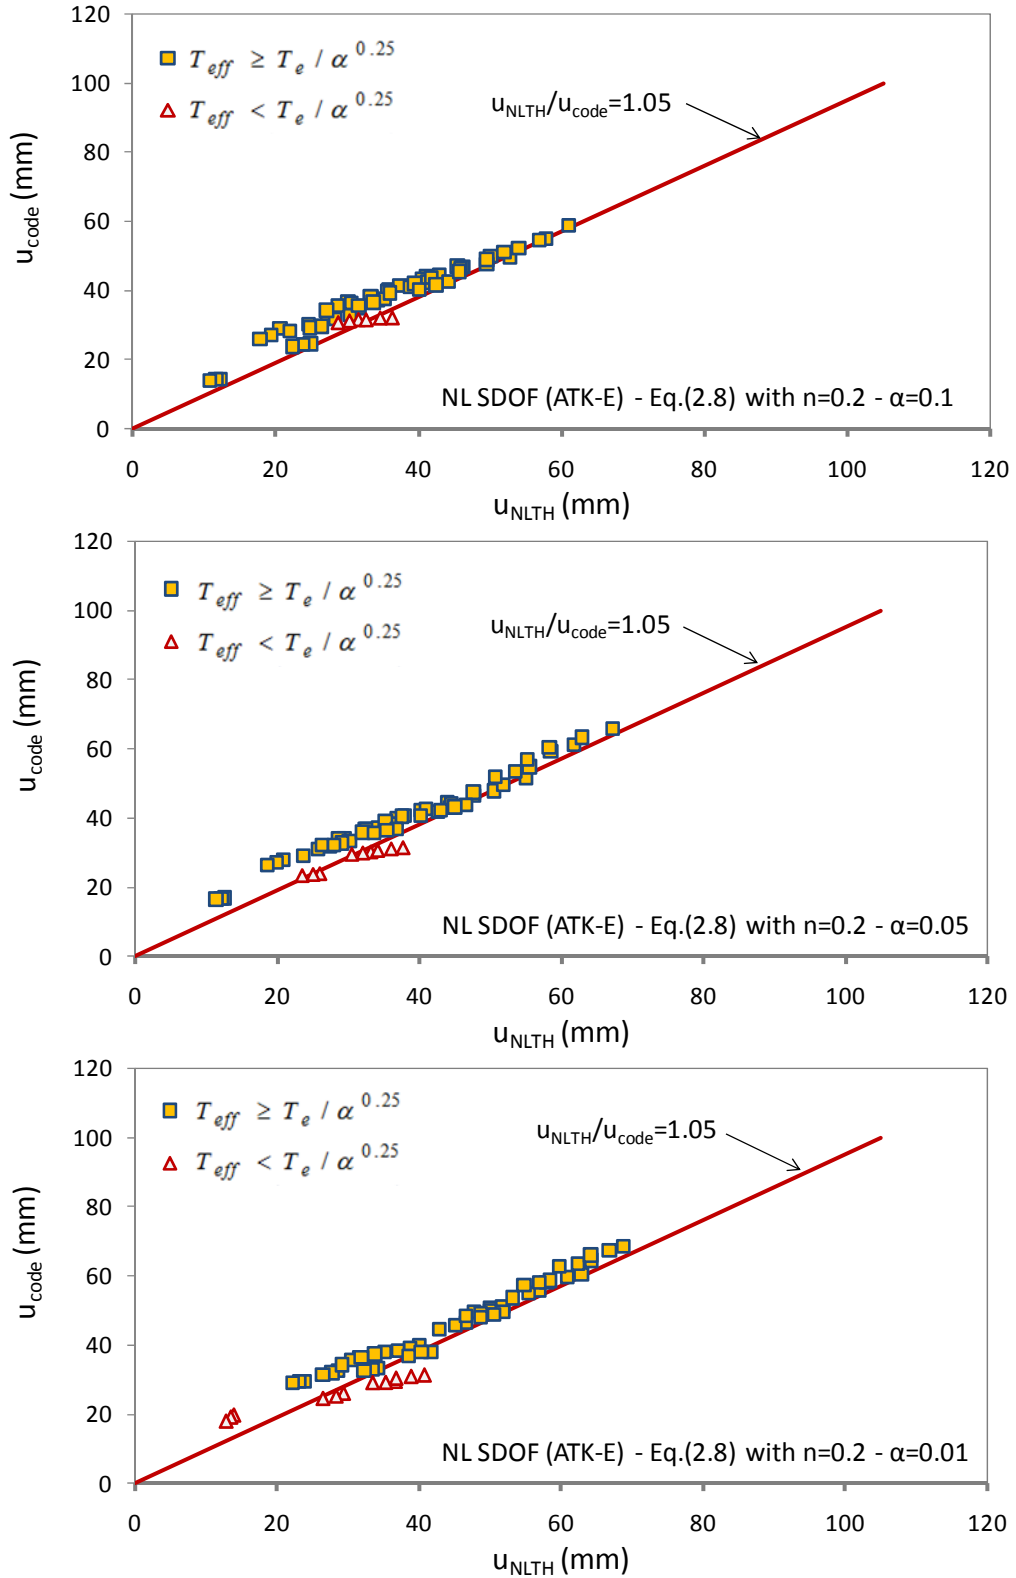 120
100
80
60
40
20
0
u_code (mm)
T_eff ≥ T_e / α^0.25
T_eff < T_e / α^0.25
u_NLTH/u_code=1.05
NL SDOF (ATK-E) - Eq.(2.8) with n=0.2 - α=0.1
0 20 40 60 80 100 120
u_NLTH (mm)
120
100
80
60
40
20
0
u_code (mm)
T_eff ≥ T_e / α^0.25
T_eff < T_e / α^0.25
u_NLTH/u_code=1.05
NL SDOF (ATK-E) - Eq.(2.8) with n=0.2 - α=0.05
0 20 40 60 80 100 120
u_NLTH (mm)
120
100
80
60
40
20
0
u_code (mm)
T_eff ≥ T_e / α^0.25
T_eff < T_e / α^0.25
u_NLTH/u_code=1.05
NL SDOF (ATK-E) - Eq.(2.8) with n=0.2 - α=0.01
0 20 40 60 80 100 120
u_NLTH (mm)